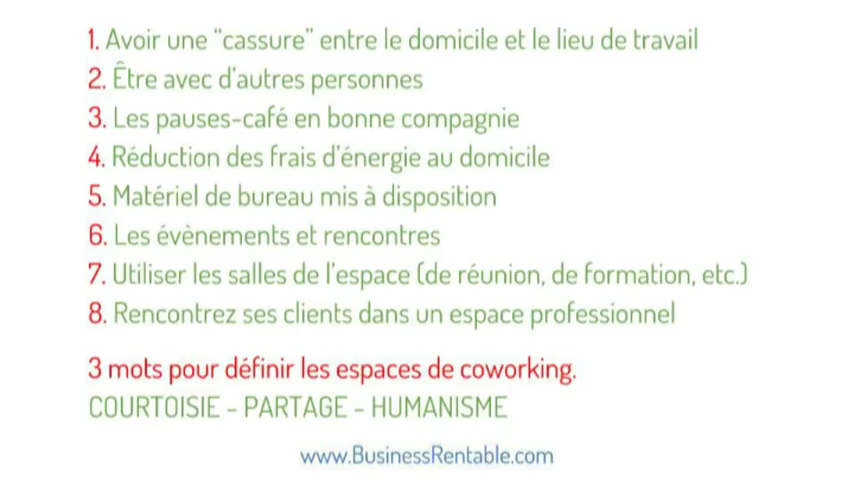 1. Avoir une “cassure” entre le domicile et le lieu de travail
2. Être avec d'autres personnes
3. Les pauses-café en bonne compagnie
4. Réduction des frais d'énergie au domicile
5. Matériel de bureau mis à disposition
6. Les évènements et rencontres
7. Utiliser les salles de l'espace (de réunion, de formation, etc.)
8. Rencontrez ses clients dans un espace professionnel
3 mots pour définir les espaces de coworking.
COURTOISIE - PARTAGE - HUMANISME
www.BusinessRentable.com